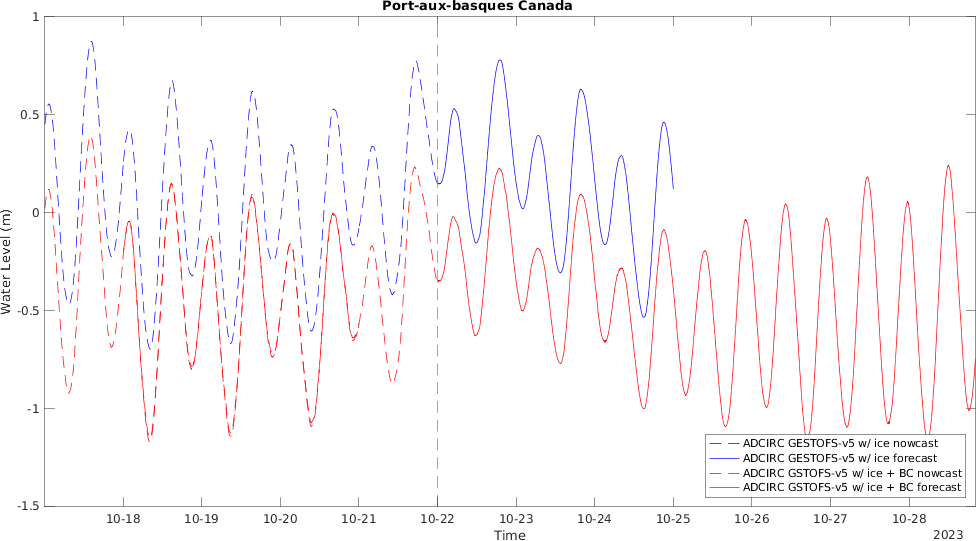 Port-aux-basques Canada
Water Level (m)
1
0.5
0
-0.5
-1
-1.5
10-18 10-19 10-20 10-21 10-22 10-23 10-24 10-25 10-26 10-27 10-28
Time
2023
ADCIRC GESTOFS-v5 w/ ice nowcast
ADCIRC GESTOFS-v5 w/ ice forecast
ADCIRC GSTOFS-v5 w/ ice + BC nowcast
ADCIRC GSTOFS-v5 w/ ice + BC forecast